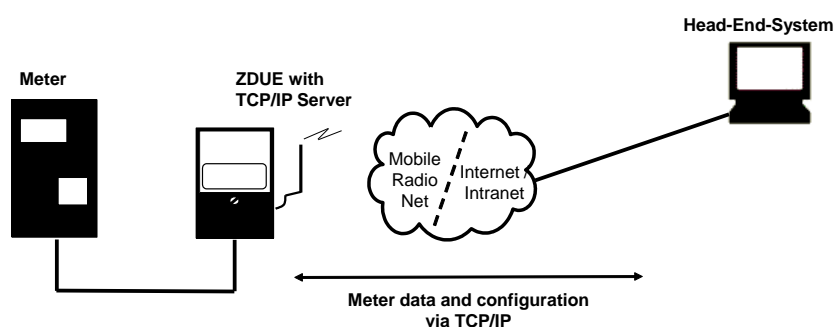 Head-End-System
Meter
ZDUE with
TCP/IP Server
Mobile
Radio
Net
Internet /
Intranet
Meter data and configuration
via TCP/IP